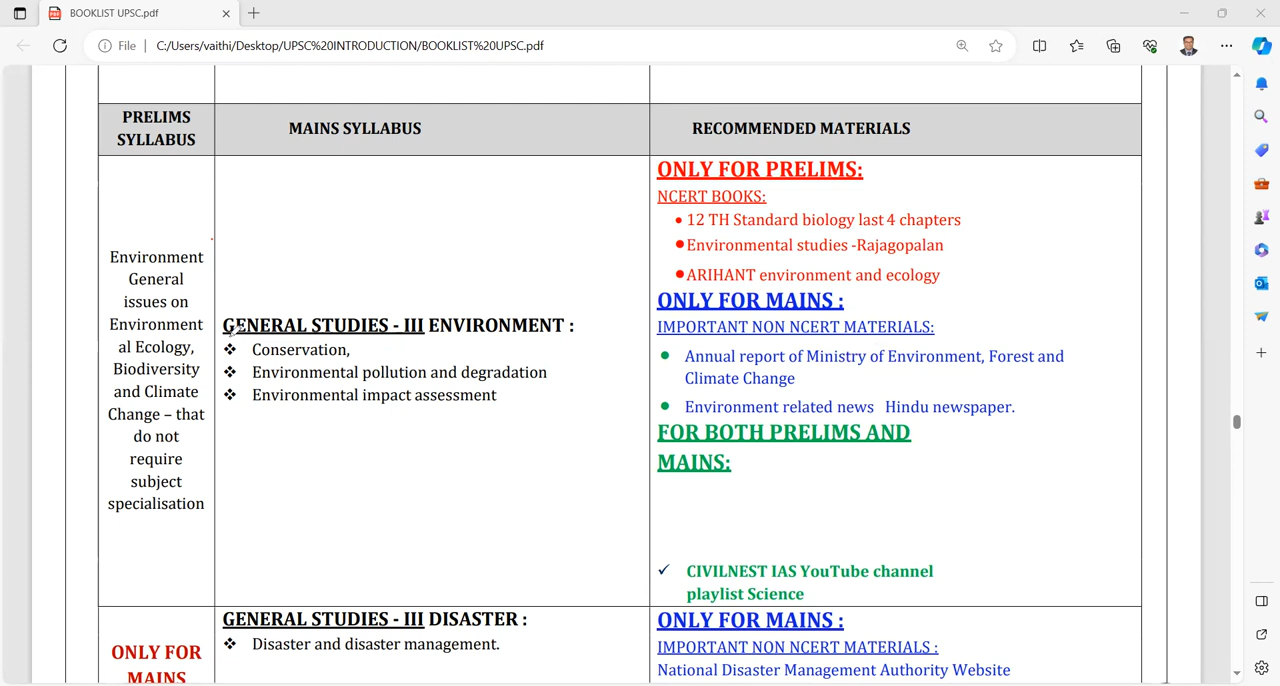 BOOKLIST UPSC.pdf
File
C:/Users/vaithi/Desktop/UPSC%20INTRODUCTION/BOOKLIST%20UPSC.pdf
PRELIMS
SYLLABUS
MAINS SYLLABUS
RECOMMENDED MATERIALS
Environment
General
issues on
Environment
al Ecology,
Biodiversity
and Climate
Change – that
do not
require
subject
specialisation
GENERAL STUDIES - III ENVIRONMENT :
❖ Conservation,
❖ Environmental pollution and degradation
❖ Environmental impact assessment
ONLY FOR PRELIMS:
NCERT BOOKS:
• 12 TH Standard biology last 4 chapters
• Environmental studies -Rajagopalan
• ARIHANT environment and ecology
ONLY FOR MAINS :
IMPORTANT NON NCERT MATERIALS:
• Annual report of Ministry of Environment, Forest and
Climate Change
• Environment related news Hindu newspaper.
FOR BOTH PRELIMS AND
MAINS:
✓ CIVILNEST IAS YouTube channel
playlist Science
ONLY FOR
MAINS
GENERAL STUDIES - III DISASTER :
❖ Disaster and disaster management.
ONLY FOR MAINS :
IMPORTANT NON NCERT MATERIALS :
National Disaster Management Authority Website